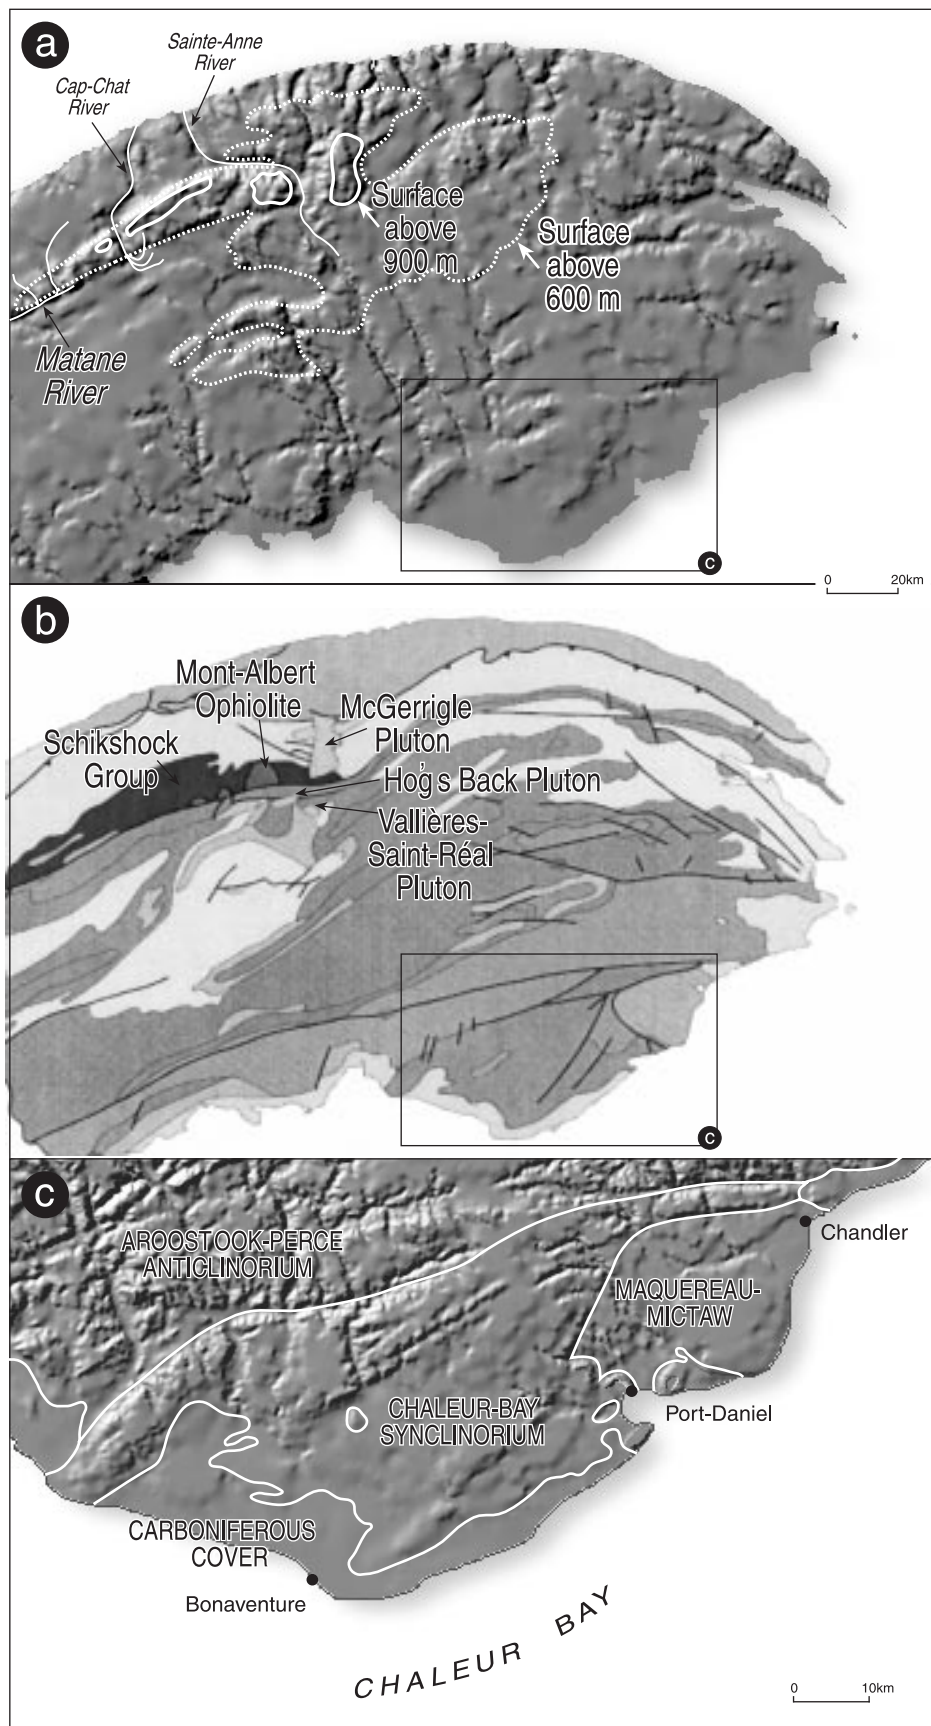 a
Sainte-Anne
River
Cap-Chat
River
Surface
above
900 m
Surface
above
600 m
Matane
River
c
0 20km
b
Mont-Albert
Ophiolite
McGerrigle
Pluton
Schikshock
Group
Hog's Back Pluton
Vallières-
Saint-Réal
Pluton
c
c
AROOSTOOK-PERCE
ANTICLINORIUM
Chandler
MAQUEREAU-
MICTAW
Port-Daniel
CHALEUR-BAY
SYNCLINORIUM
CARBONIFEROUS
COVER
Bonaventure
CHALEUR BAY
0 10km